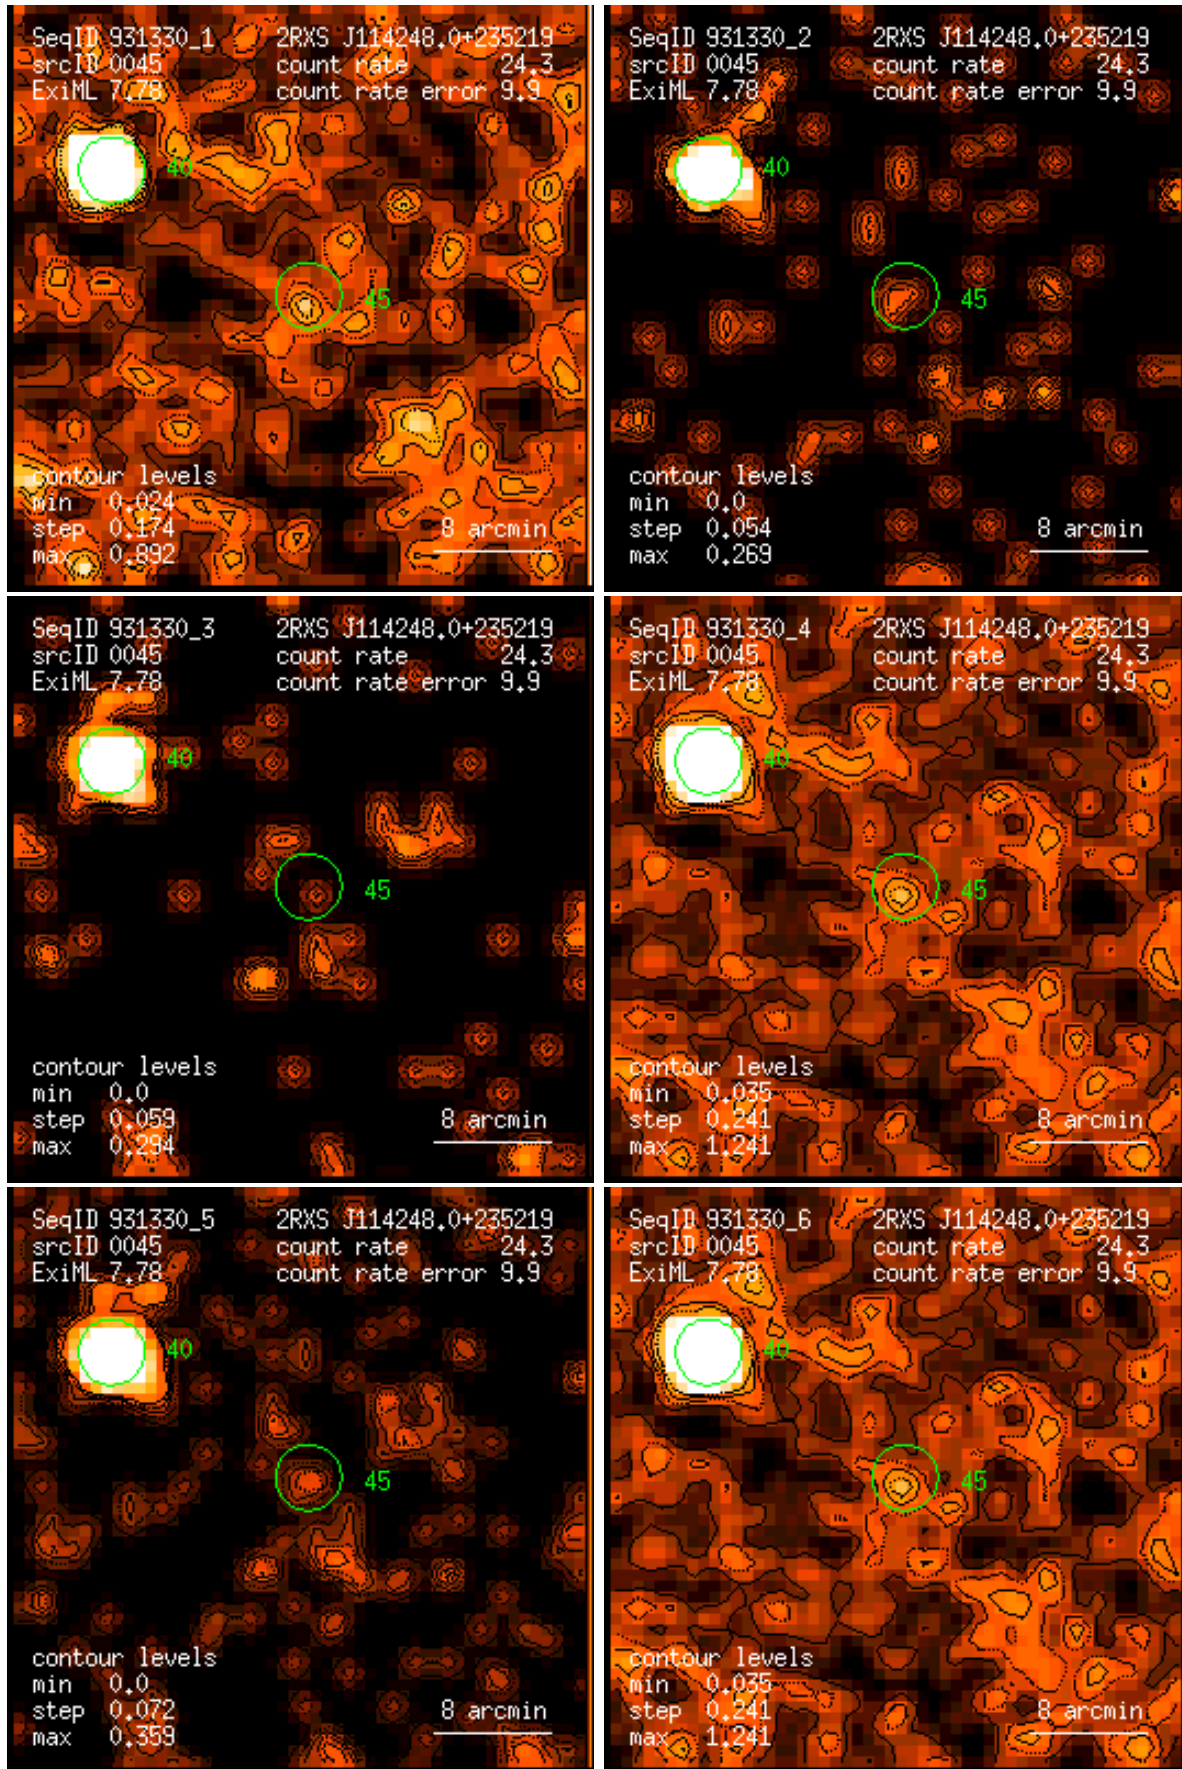 SeqID 931330_1 2RXS J114248.0+235219
srcID 0045 count rate 24.3
ExiML 7.78 count rate error 9.9
40
45
contour levels
min 0.024
step 0.174 8 arcmin
max 0.892
SeqID 931330_2 2RXS J114248.0+235219
srcID 0045 count rate 24.3
ExiML 7.78 count rate error 9.9
40
45
contour levels
min 0.0
step 0.054 8 arcmin
max 0.269
SeqID 931330_3 2RXS J114248.0+235219
srcID 0045 count rate 24.3
ExiML 7.78 count rate error 9.9
40
45
contour levels
min 0.0
step 0.059 8 arcmin
max 0.294
SeqID 931330_4 2RXS J114248.0+235219
srcID 0045 count rate 24.3
ExiML 7.78 count rate error 9.9
40
45
contour levels
min 0.035
step 0.241 8 arcmin
max 1.241
SeqID 931330_5 2RXS J114248.0+235219
srcID 0045 count rate 24.3
ExiML 7.78 count rate error 9.9
40
45
contour levels
min 0.0
step 0.072 8 arcmin
max 0.359
SeqID 931330_6 2RXS J114248.0+235219
srcID 0045 count rate 24.3
ExiML 7.78 count rate error 9.9
40
45
contour levels
min 0.035
step 0.241 8 arcmin
max 1.241